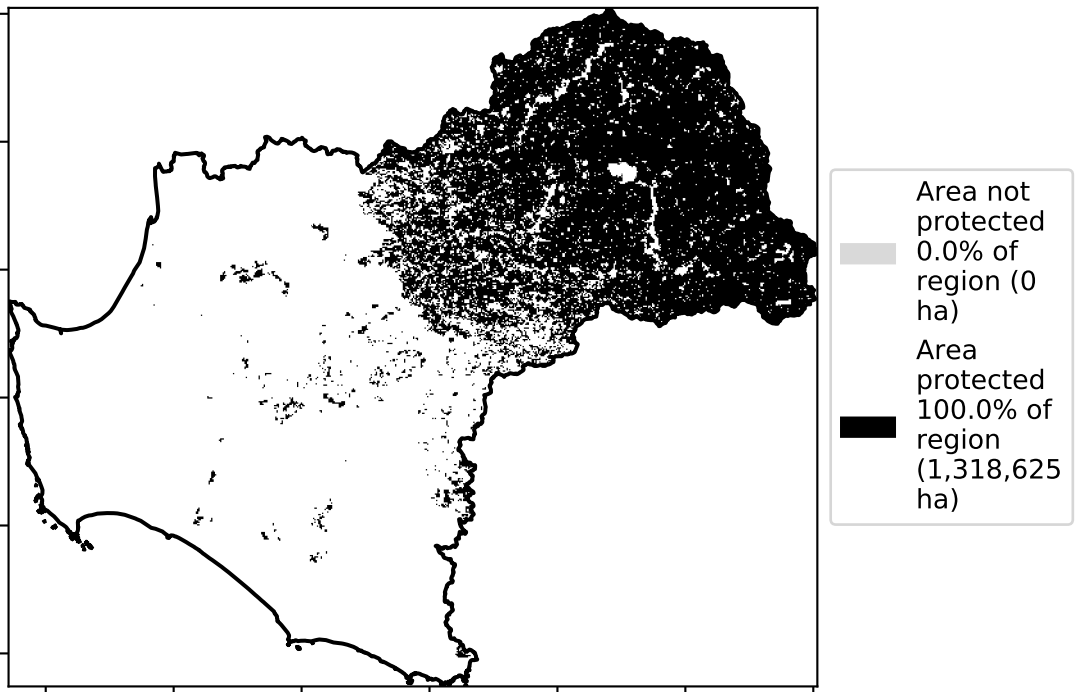 Area not
protected
0.0% of
region (0
ha)
Area
protected
100.0% of
region
(1,318,625
ha)